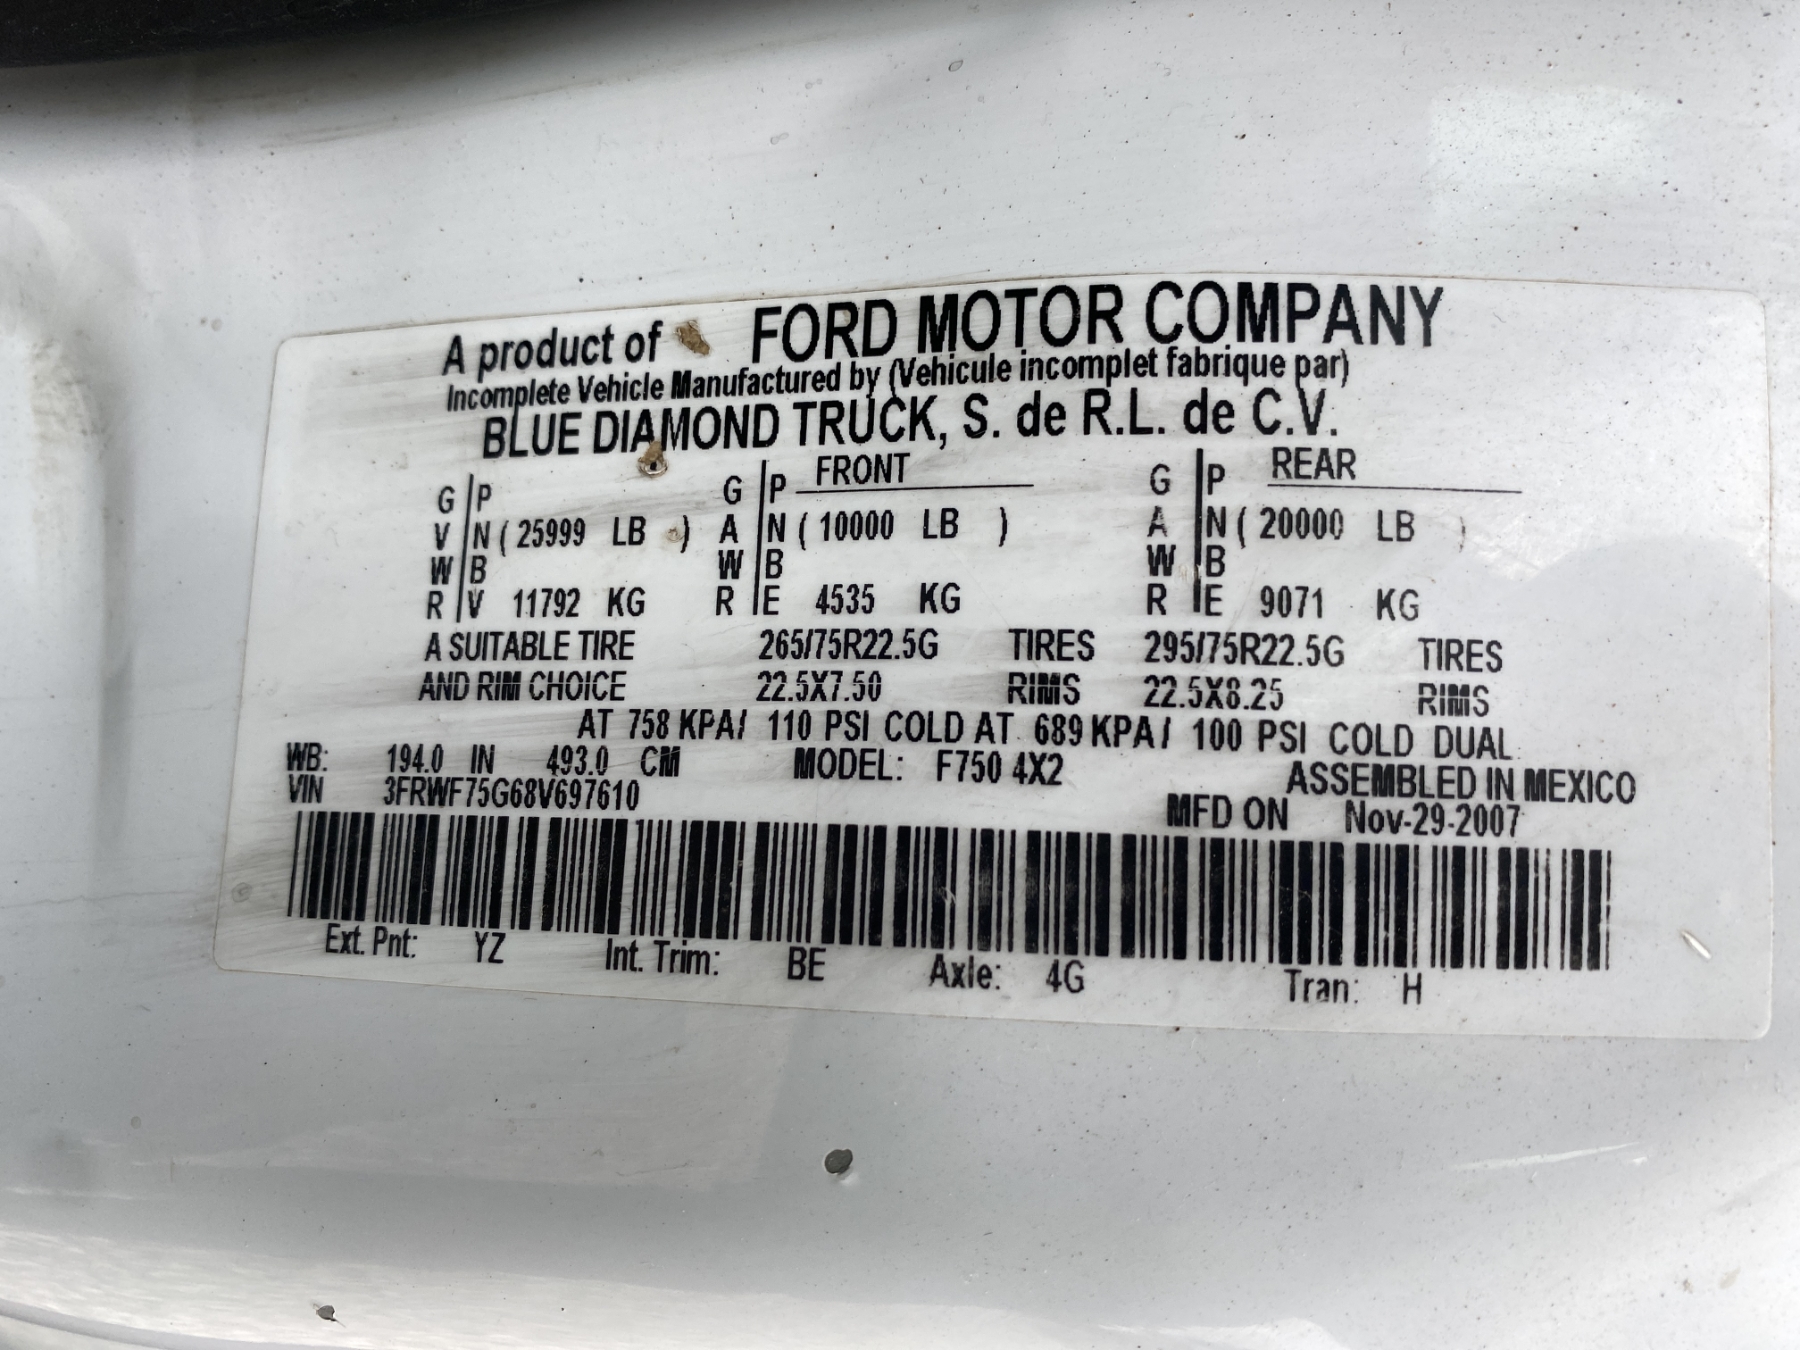 A product of FORD MOTOR COMPANY
Incomplete Vehicle Manufactured by (Vehicule incomplet fabrique par)
BLUE DIAMOND TRUCK, S. de R.L. de C.V.
G P G P FRONT G P REAR
V N ( 25999 LB ) A N ( 10000 LB ) A N ( 20000 LB )
W B W B W B
R V 11792 KG R E 4535 KG R E 9071 KG
A SUITABLE TIRE 265/75R22.5G TIRES 295/75R22.5G TIRES
AND RIM CHOICE 22.5X7.50 RIMS 22.5X8.25 RIMS
AT 758 KPA/ 110 PSI COLD AT 689 KPA/ 100 PSI COLD DUAL
WB: 194.0 IN 493.0 CM MODEL: F750 4X2 ASSEMBLED IN MEXICO
VIN 3FRWF75G68V697610 MFD ON Nov-29-2007
Ext. Pnt: YZ Int. Trim: BE Axle: 4G Tran: H